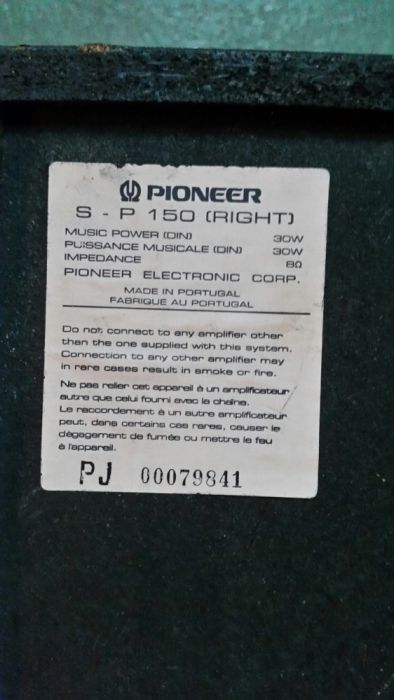 PIONEER
S - P 150 (RIGHT)
MUSIC POWER (DIN) 30W
PUISSANCE MUSICALE (DIN) 30W
IMPEDANCE 8Ω
PIONEER ELECTRONIC CORP.
MADE IN PORTUGAL
FABRIQUE AU PORTUGAL
Do not connect to any amplifier other
than the one supplied with this system.
Connection to any other amplifier may
in rare cases result in smoke or fire.
Ne pas relier cet appareil à un amplificateur
autre que celui fourni avec la chaîne.
Le raccordement à un autre amplificateur
peut, dans certains cas rares, causer le
dégagement de fumée ou mettre le feu
à l'appareil.
PJ 00079841